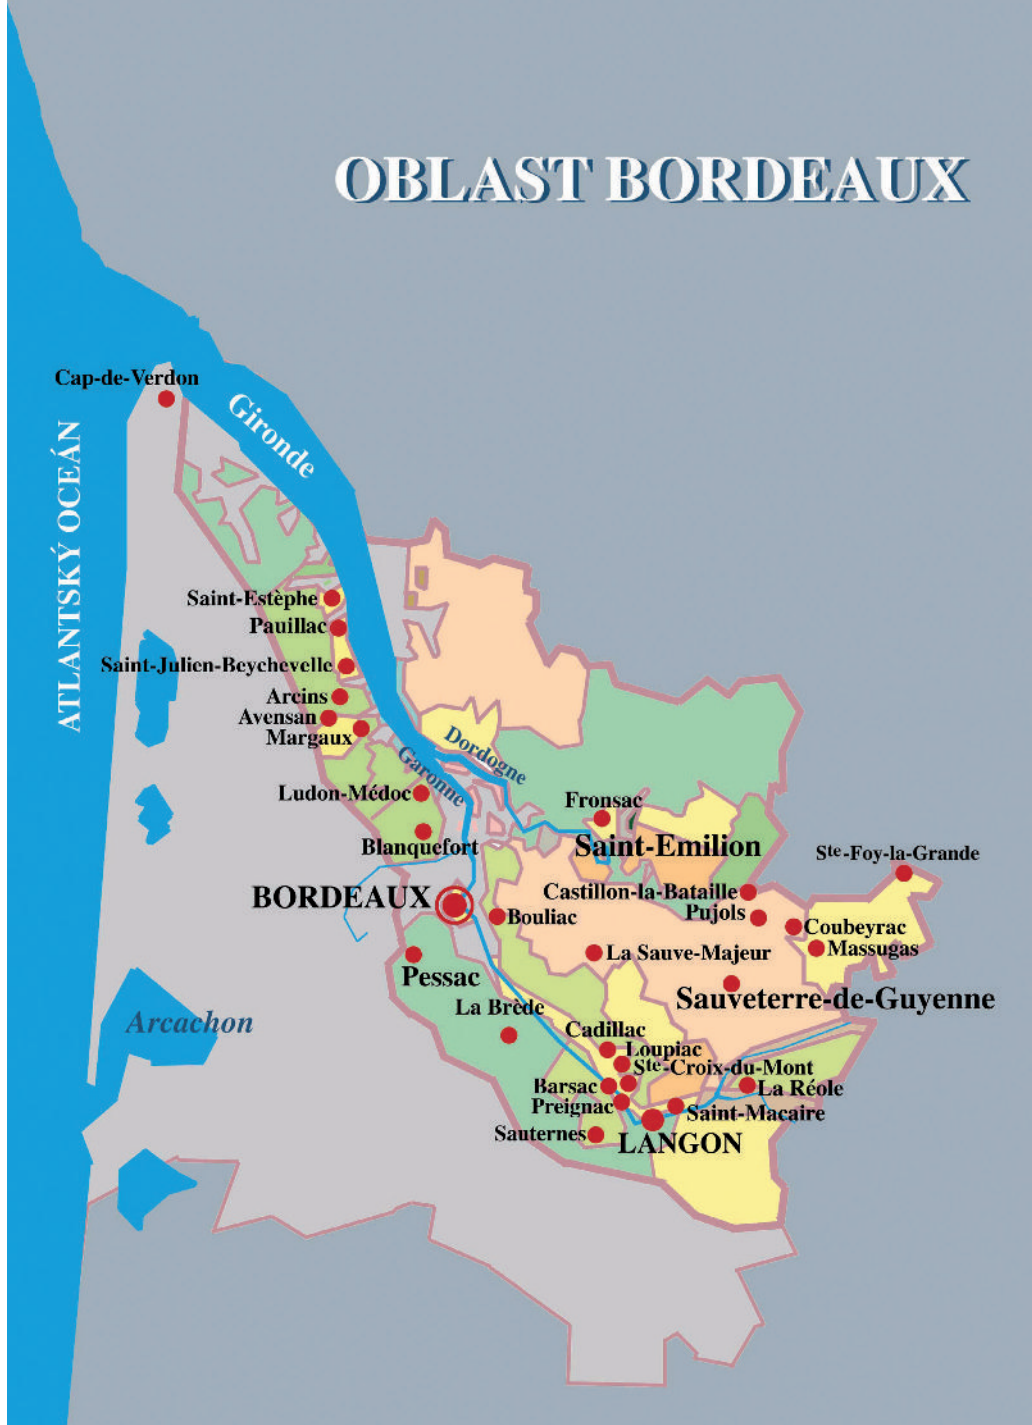 OBLAST BORDEAUX
Cap-de-Verdon
Gironde
ATLANTSKÝ OCEÁN
Saint-Estèphe
Pauillac
Saint-Julien-Beychevelle
Arcins
Avensan
Margaux
Dordogne
Garonne
Ludon-Médoc
Fronsac
Blanquefort
Saint-Emilion
Ste-Foy-la-Grande
BORDEAUX
Castillon-la-Bataille
Bouliac
Pujols
Coubeyrac
Massugas
La Sauve-Majeur
Pessac
Sauveterre-de-Guyenne
La Brède
Arcachon
Cadillac
Loupiac
Ste-Croix-du-Mont
Barsac
La Réole
Preignac
Saint-Macaire
Sauternes
LANGON